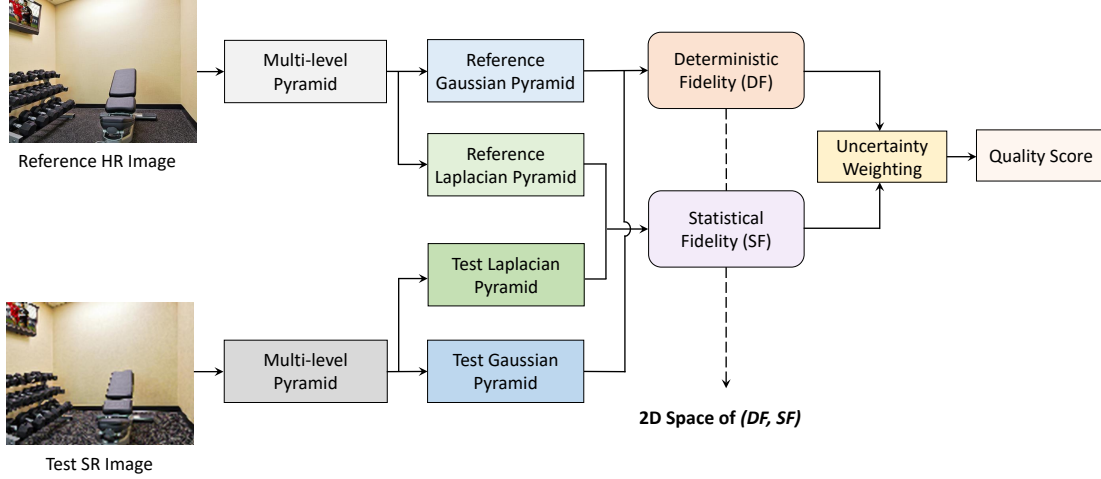 Reference HR Image
Multi-level
Pyramid
Reference
Gaussian Pyramid
Reference
Laplacian Pyramid
Deterministic
Fidelity (DF)
Statistical
Fidelity (SF)
Uncertainty
Weighting
Quality Score
Test Laplacian
Pyramid
Multi-level
Pyramid
Test Gaussian
Pyramid
2D Space of (DF, SF)
Test SR Image